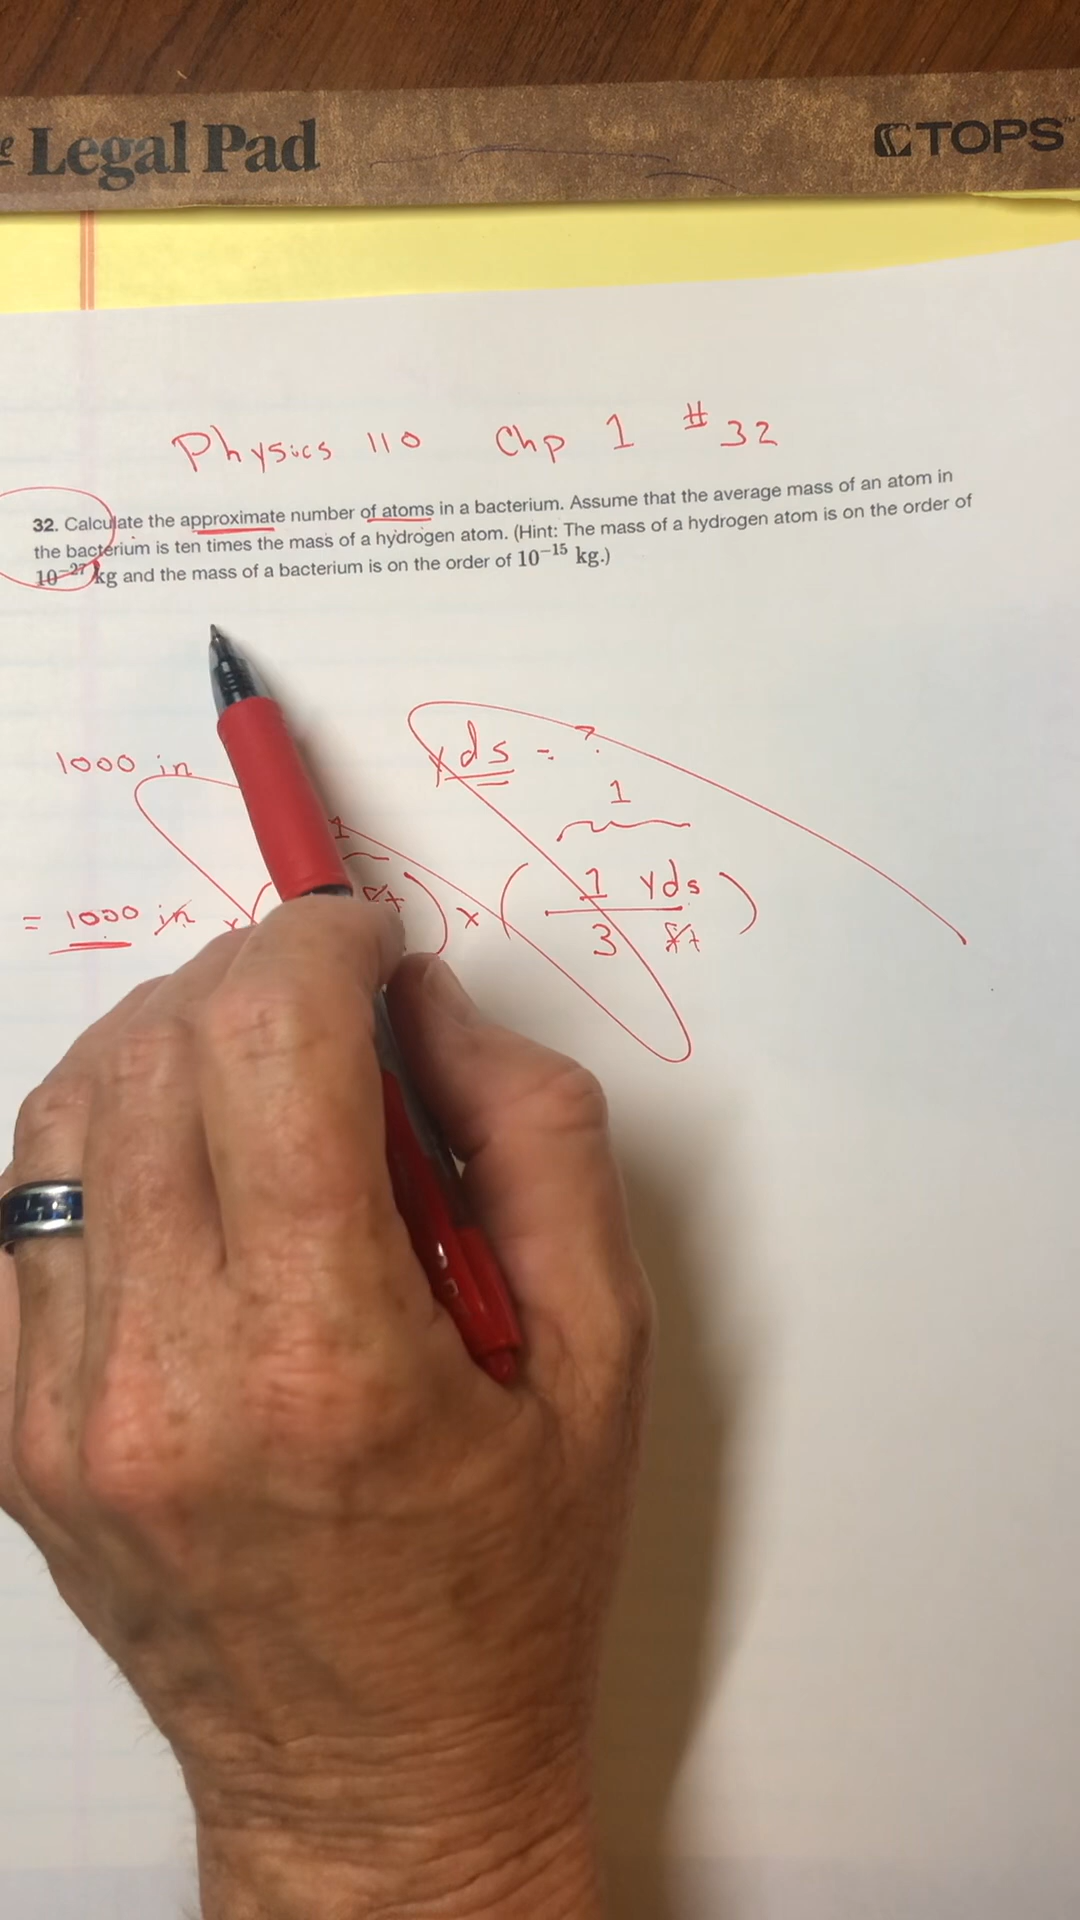 Legal Pad TOPS™
Physics 110 Chp 1 #32
32. Calculate the approximate number of atoms in a bacterium. Assume that the average mass of an atom in
the bacterium is ten times the mass of a hydrogen atom. (Hint: The mass of a hydrogen atom is on the order of
10⁻²⁷ kg and the mass of a bacterium is on the order of 10⁻¹⁵ kg.)
1000 in yds = ?
1 1
= 1000 in x ( ft ) x ( 1 yds
3 ft )